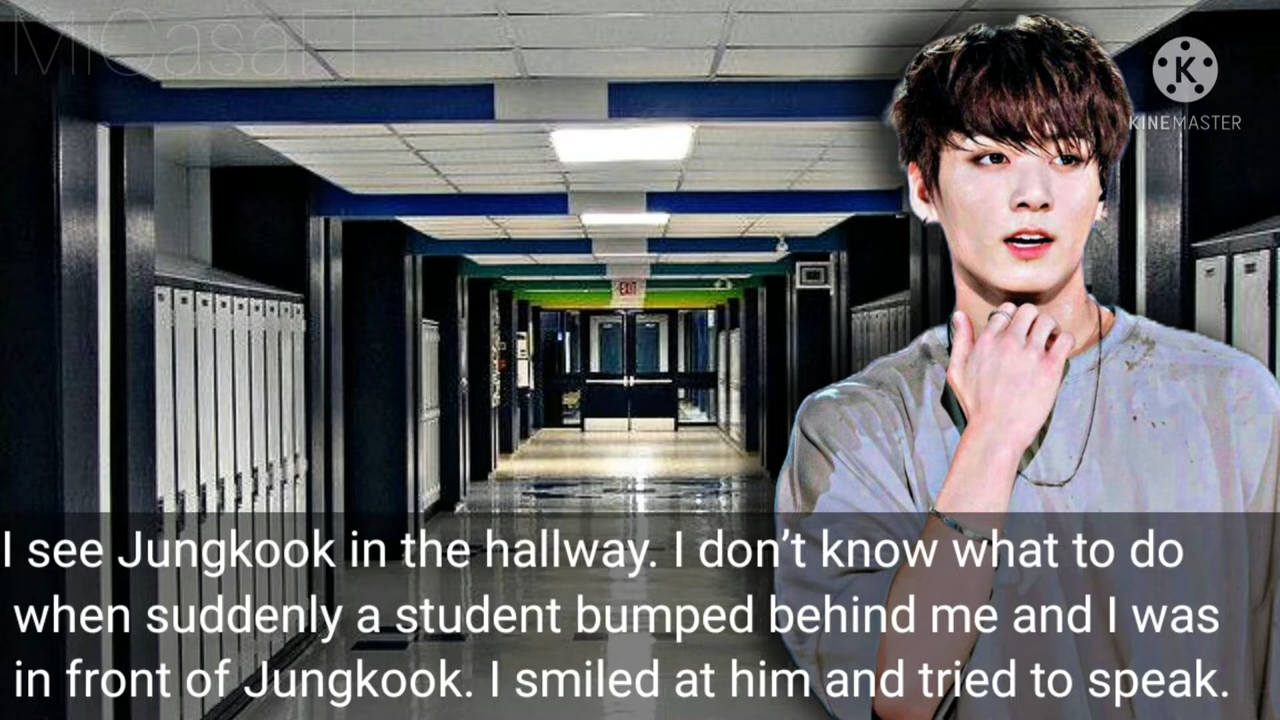 MiCasaH
K
KINEMASTER
EXIT
I see Jungkook in the hallway. I don’t know what to do
when suddenly a student bumped behind me and I was
in front of Jungkook. I smiled at him and tried to speak.